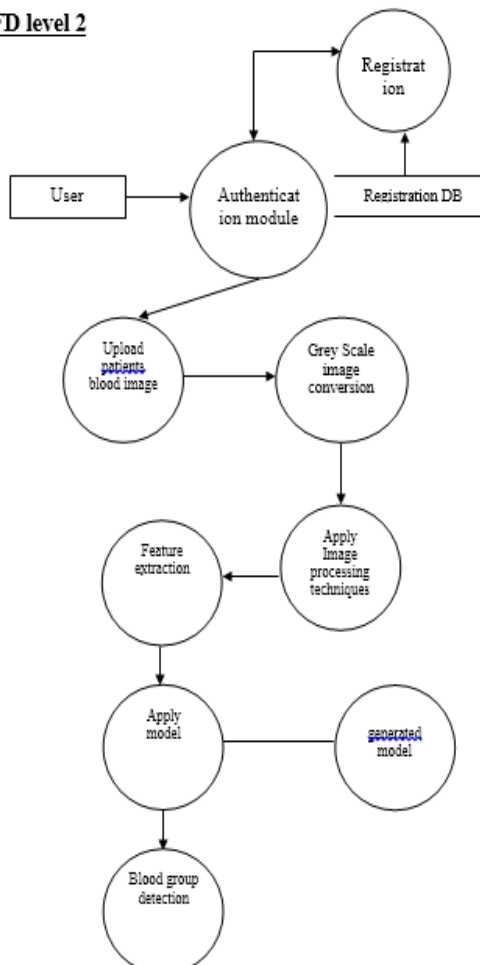 FD level 2
Registrat
ion
User
Authenticat
ion module
Registration DB
Upload
patients
blood image
Grey Scale
image
conversion
Feature
extraction
Apply
Image
processing
techniques
Apply
model
generated
model
Blood group
detection